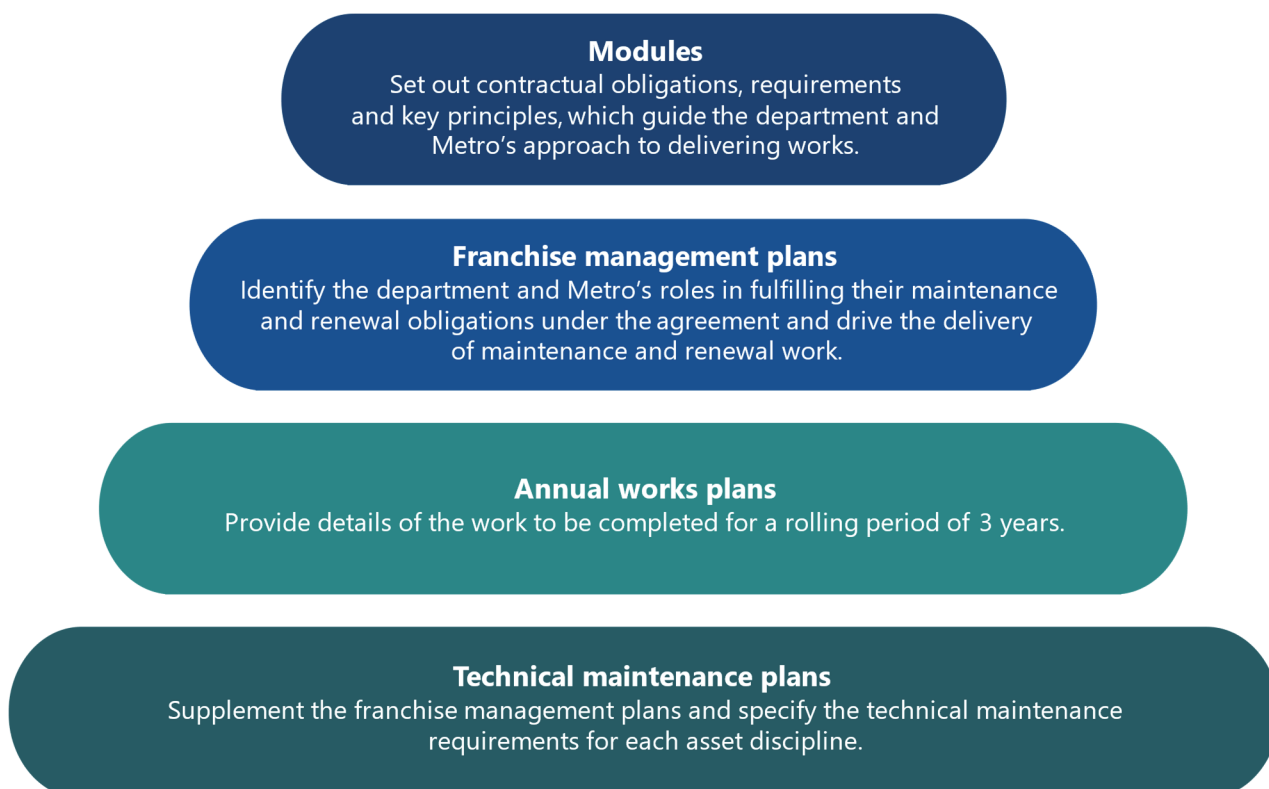 Modules
Set out contractual obligations, requirements
and key principles, which guide the department and
Metro’s approach to delivering works.
Franchise management plans
Identify the department and Metro’s roles in fulfilling their maintenance
and renewal obligations under the agreement and drive the delivery
of maintenance and renewal work.
Annual works plans
Provide details of the work to be completed for a rolling period of 3 years.
Technical maintenance plans
Supplement the franchise management plans and specify the technical maintenance
requirements for each asset discipline.